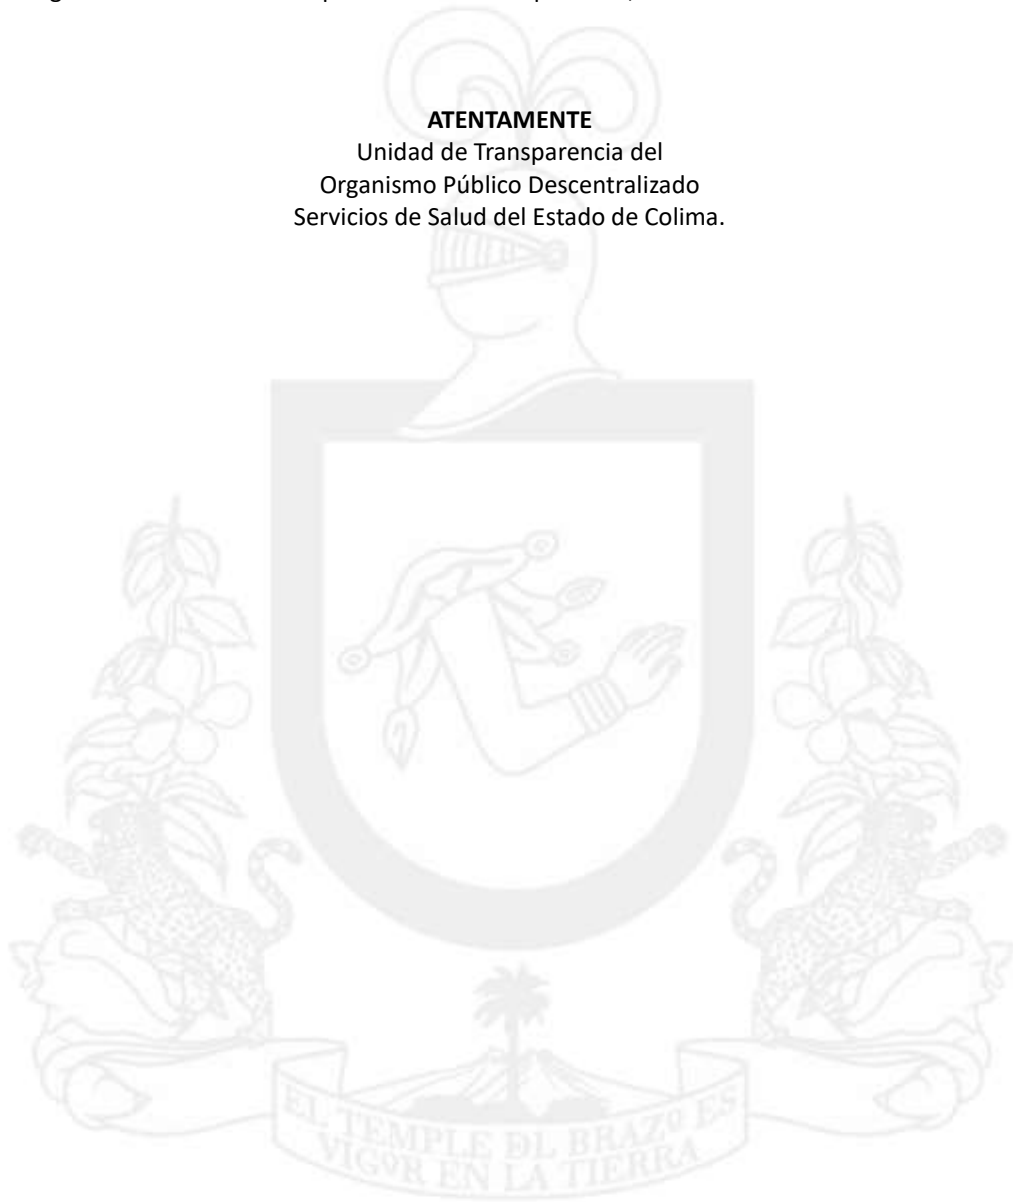 ATENTAMENTE
Unidad de Transparencia del
Organismo Público Descentralizado
Servicios de Salud del Estado de Colima.
EL TEMPLE DL BRAZO ES
VIGOR EN LA TIERRA